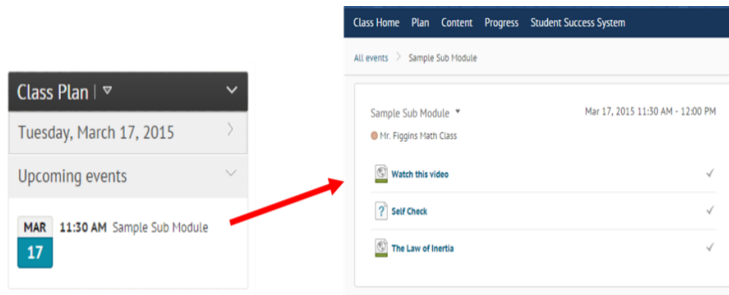 Class Plan
Tuesday, March 17, 2015
Upcoming events
MAR
17
11:30 AM Sample Sub Module
Class Home Plan Content Progress Student Success System
All events > Sample Sub Module
Sample Sub Module Mar 17, 2015 11:30 AM - 12:00 PM
Mr. Figgins Math Class
Watch this video
? Self Check
The Law of Inertia